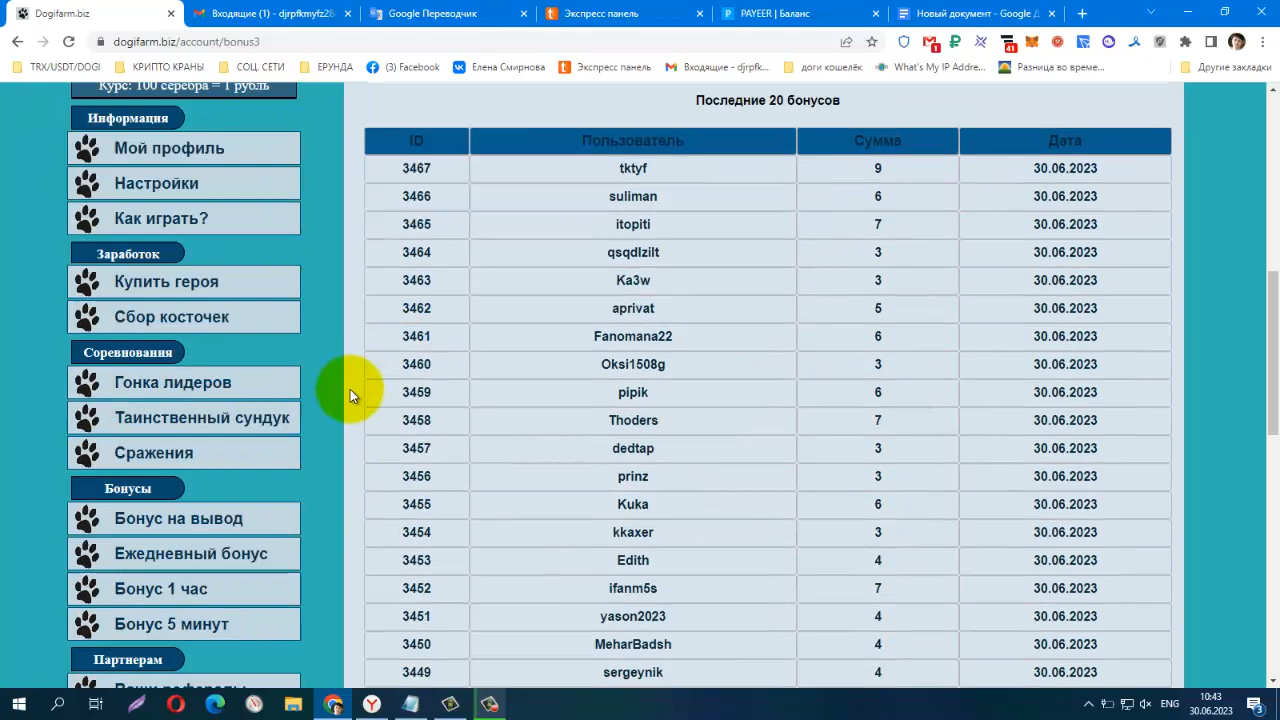 Dogifarm.biz
Входящие (1) - djrpfkmyfz28
Google Переводчик
Экспресс панель
PAYEER | Баланс
Новый документ - Google Д
dogifarm.biz/account/bonus3
1
41
TRX/USDT/DOGI
КРИПТО КРАНЫ
СОЦ. СЕТИ
ЕРУНДА
(3) Facebook
Елена Смирнова
Экспресс панель
Входящие - djrpfk...
доги кошелёк
What's My IP Addre...
Разница во време...
Другие закладки
Курс: 100 серебра = 1 рубль
Информация
Мой профиль
Настройки
Как играть?
Заработок
Купить героя
Сбор косточек
Соревнования
Гонка лидеров
Таинственный сундук
Сражения
Бонусы
Бонус на вывод
Ежедневный бонус
Бонус 1 час
Бонус 5 минут
Партнерам
Ваши рефералы
Последние 20 бонусов
ID Пользователь Сумма Дата
3467 tktyf 9 30.06.2023
3466 suliman 6 30.06.2023
3465 itopiti 7 30.06.2023
3464 qsqdlzilt 3 30.06.2023
3463 Ka3w 3 30.06.2023
3462 aprivat 5 30.06.2023
3461 Fanomana22 6 30.06.2023
3460 Oksi1508g 3 30.06.2023
3459 pipik 6 30.06.2023
3458 Thoders 7 30.06.2023
3457 dedtap 3 30.06.2023
3456 prinz 3 30.06.2023
3455 Kuka 6 30.06.2023
3454 kkaxer 3 30.06.2023
3453 Edith 4 30.06.2023
3452 ifanm5s 7 30.06.2023
3451 yason2023 4 30.06.2023
3450 MeharBadsh 4 30.06.2023
3449 sergeynik 4 30.06.2023
ENG
10:43
30.06.2023
3